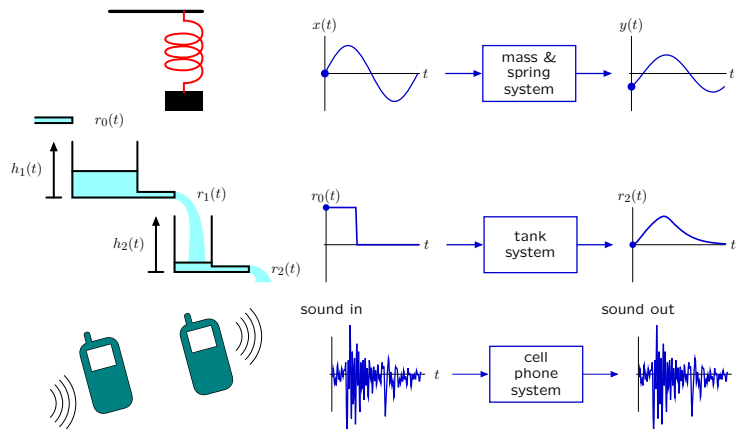 x(t)
t
mass &
spring
system
y(t)
t
r₀(t)
h₁(t)
r₁(t)
h₂(t)
r₂(t)
r₀(t)
t
tank
system
r₂(t)
t
sound in
t
cell
phone
system
sound out
t